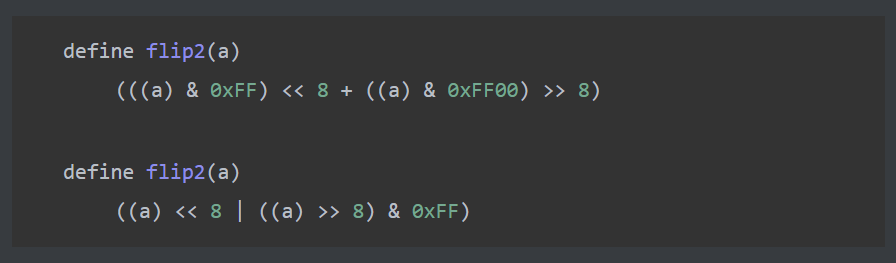 define flip2(a)
(((a) & 0xFF) << 8 + ((a) & 0xFF00) >> 8)
define flip2(a)
((a) << 8 | ((a) >> 8) & 0xFF)